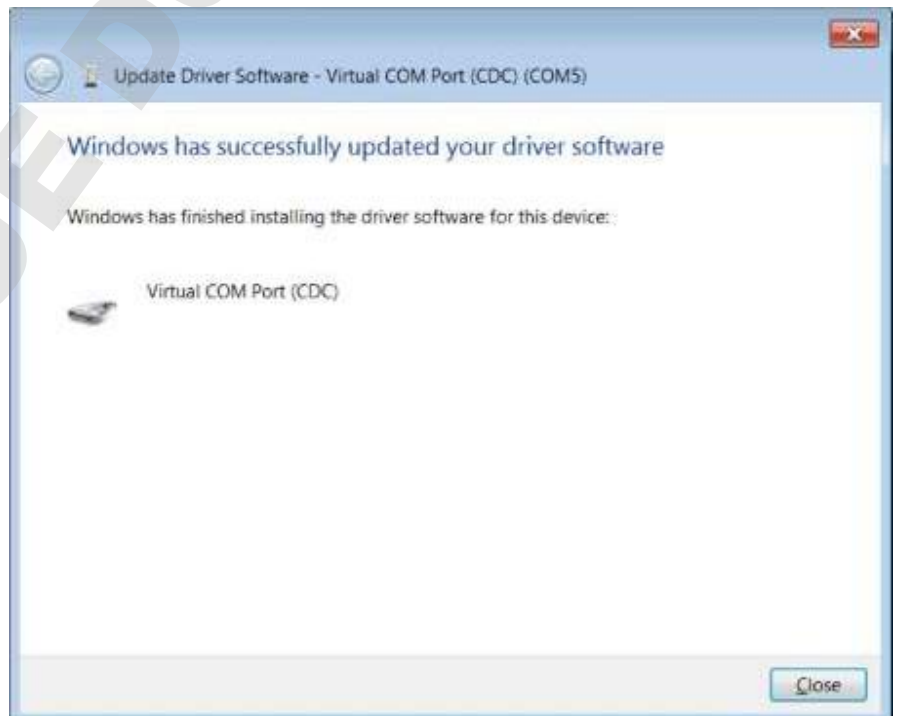 Update Driver Software - Virtual COM Port (CDC) (COM5)
Windows has successfully updated your driver software
Windows has finished installing the driver software for this device:
Virtual COM Port (CDC)
Close